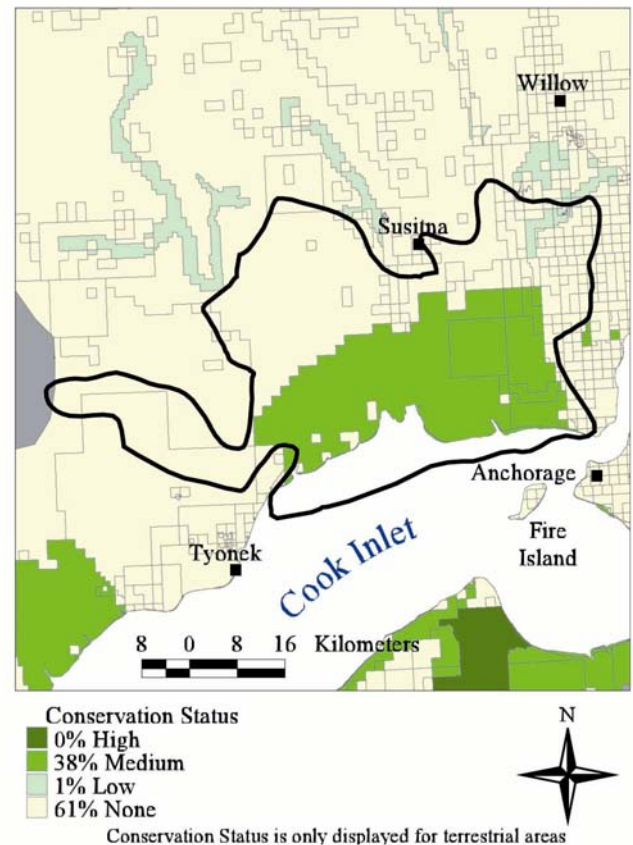 Willow
Susitna
Anchorage
Fire
Island
Tyonek
Cook Inlet
8 0 8 16 Kilometers
Conservation Status
0% High
38% Medium
1% Low
61% None
N
Conservation Status is only displayed for terrestrial areas